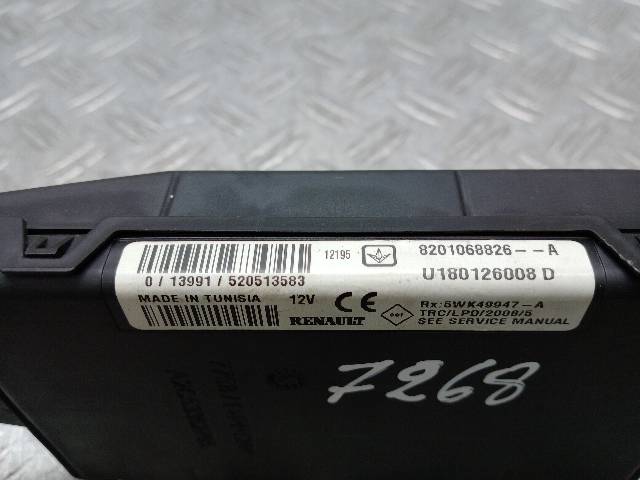 12195 8201068826--A
0 / 13991 / 520513583 U180126008 D
MADE IN TUNISIA 12V CE Rx:5WK49947-A
TRC/LPD/2008/5
RENAULT SEE SERVICE MANUAL
7268